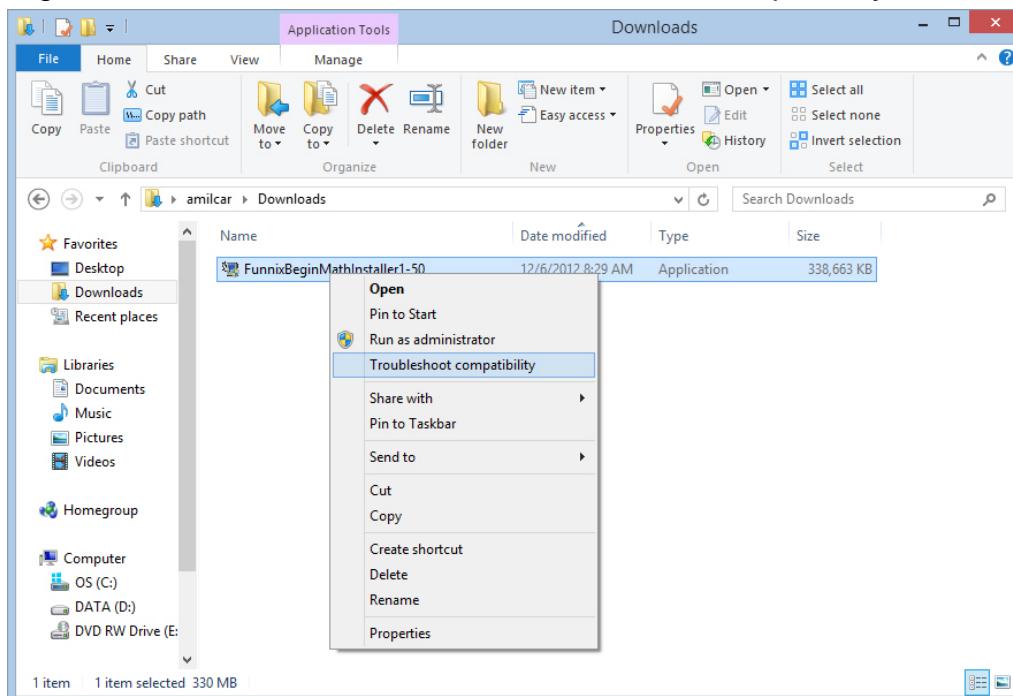 Application Tools
Downloads
File Home Share View Manage
Copy
Paste
Cut
Copy path
Paste shortcut
Clipboard
Move to
Copy to
Delete
Rename
Organize
New folder
New item
Easy access
New
Properties
Open
Edit
History
Open
Select all
Select none
Invert selection
Select
amilcar Downloads
Search Downloads
Favorites
Desktop
Downloads
Recent places
Libraries
Documents
Music
Pictures
Videos
Homegroup
Computer
OS (C:)
DATA (D:)
DVD RW Drive (E:
Name Date modified Type Size
FunnixBeginMathInstaller1-50 12/6/2012 8:29 AM Application 338,663 KB
Open
Pin to Start
Run as administrator
Troubleshoot compatibility
Share with
Pin to Taskbar
Send to
Cut
Copy
Create shortcut
Delete
Rename
Properties
1 item 1 item selected 330 MB